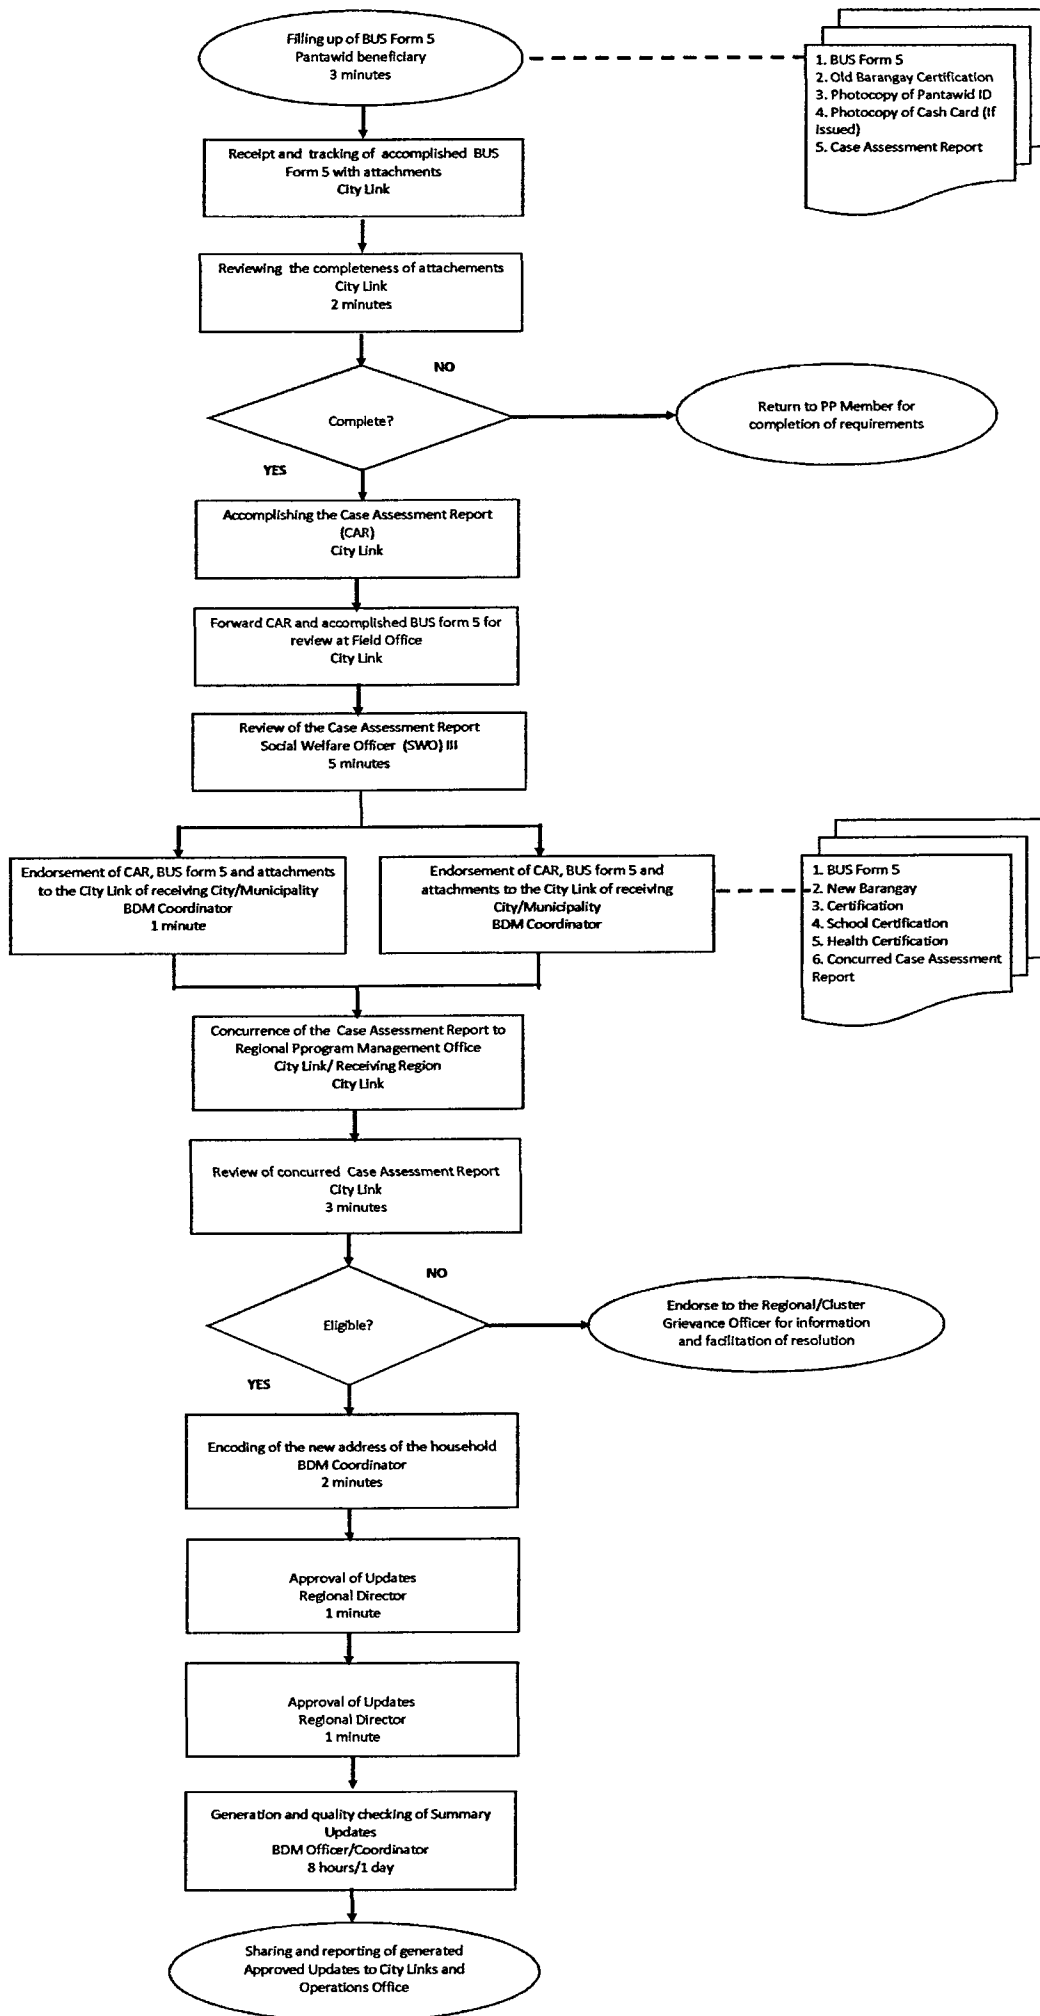 Filling up of BUS Form 5
Pantawid beneficiary
3 minutes
1. BUS Form 5
2. Old Barangay Certification
3. Photocopy of Pantawid ID
4. Photocopy of Cash Card (If
Issued)
5. Case Assessment Report
Receipt and tracking of accomplished BUS
Form 5 with attachments
City Link
Reviewing the completeness of attachements
City Link
2 minutes
NO
Complete?
Return to PP Member for
completion of requirements
YES
Accomplishing the Case Assessment Report
(CAR)
City Link
Forward CAR and accomplished BUS form 5 for
review at Field Office
City Link
Review of the Case Assessment Report
Social Welfare Officer (SWO) III
5 minutes
Endorsement of CAR, BUS form 5 and attachments
to the City Link of receiving City/Municipality
BDM Coordinator
1 minute
Endorsement of CAR, BUS form 5 and
attachments to the City Link of receiving
City/Municipality
BDM Coordinator
1. BUS Form 5
2. New Barangay
3. Certification
4. School Certification
5. Health Certification
6. Concurred Case Assessment
Report
Concurrence of the Case Assessment Report to
Regional Pprogram Management Office
City Link/ Receiving Region
City Link
Review of concurred Case Assessment Report
City Link
3 minutes
NO
Eligible?
Endorse to the Regional/Cluster
Grievance Officer for information
and facilitation of resolution
YES
Encoding of the new address of the household
BDM Coordinator
2 minutes
Approval of Updates
Regional Director
1 minute
Approval of Updates
Regional Director
1 minute
Generation and quality checking of Summary
Updates
BDM Officer/Coordinator
8 hours/1 day
Sharing and reporting of generated
Approved Updates to City Links and
Operations Office